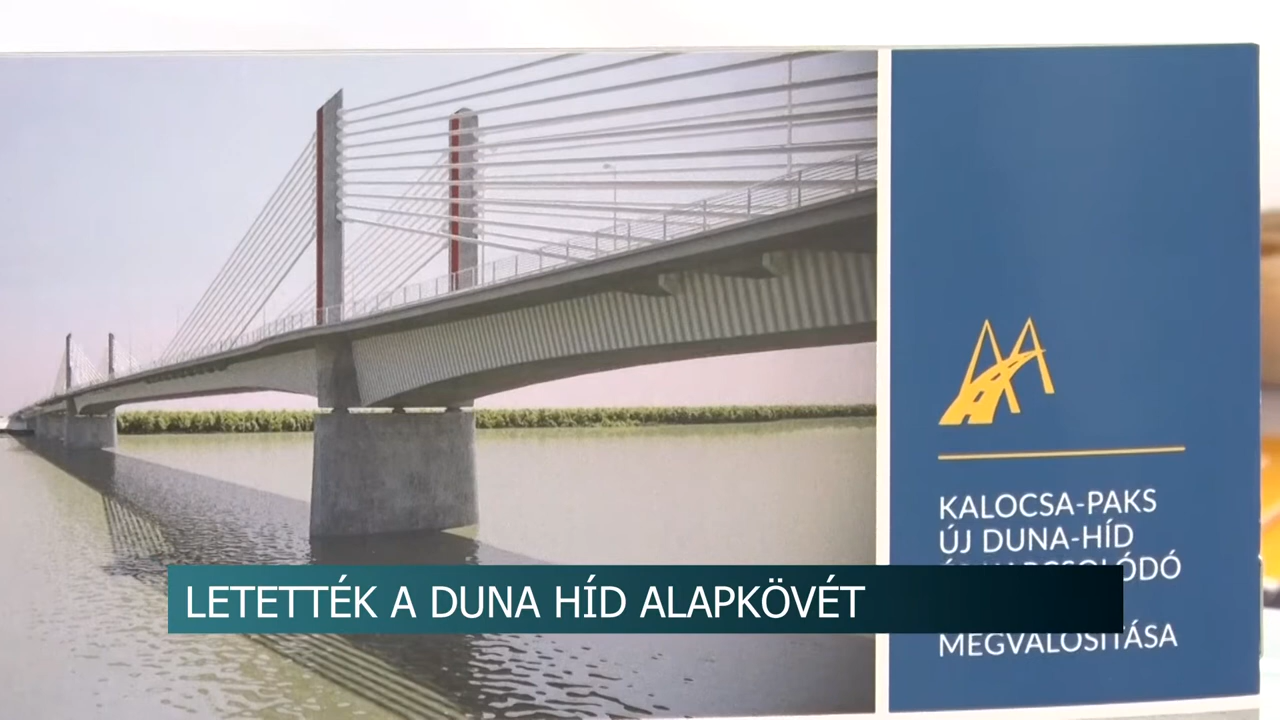 KALOCSA-PAKS
ÚJ DUNA-HÍD
LETETTÉK A DUNA HÍD ALAPKÖVÉT
MEGVALÓSÍTÁSA